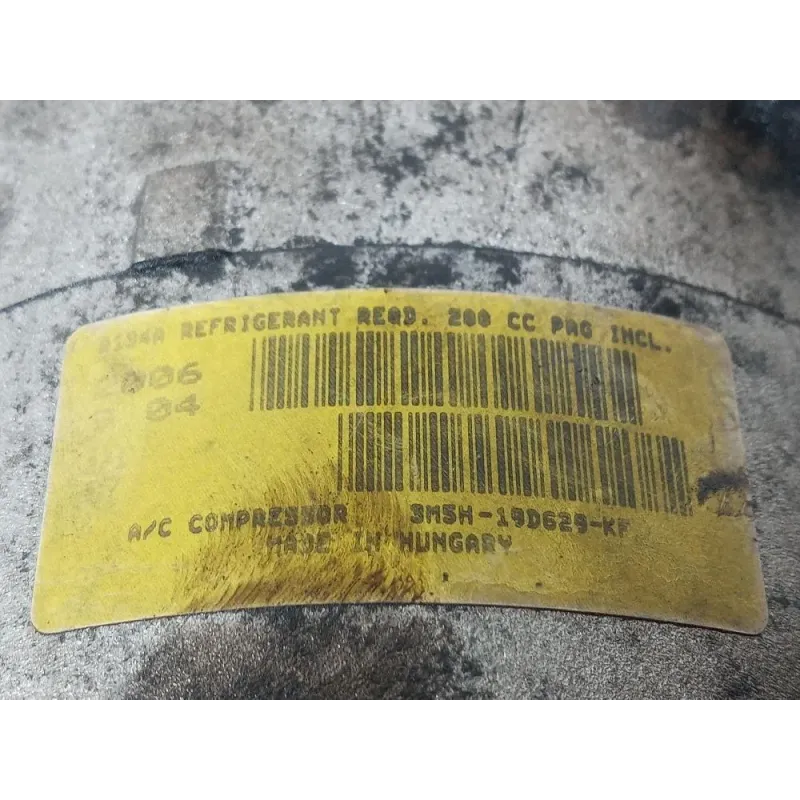 R134A REFRIGERANT REQD. 200 CC PAG INCL.
2006
04
A/C COMPRESSOR 3M5H-19D629-KF
MADE IN HUNGARY